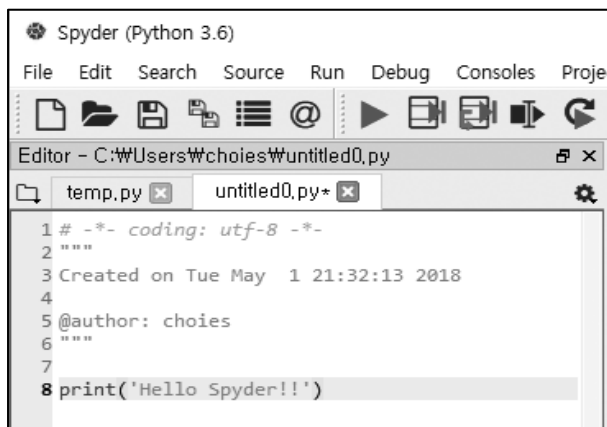 Spyder (Python 3.6)
File Edit Search Source Run Debug Consoles Proje
Editor - C:₩Users₩choies₩untitled0.py
temp.py untitled0.py*
1 # -*- coding: utf-8 -*-
2 """
3 Created on Tue May  1 21:32:13 2018
4
5 @author: choies
6 """
7
8 print('Hello Spyder!!')